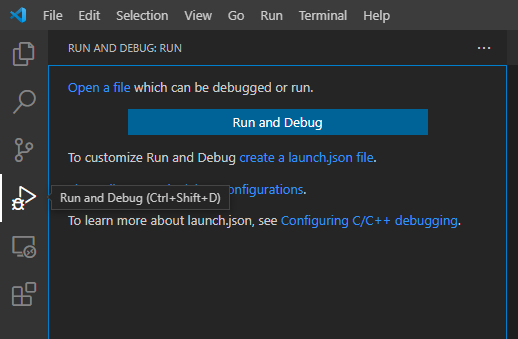 File Edit Selection View Go Run Terminal Help
RUN AND DEBUG: RUN ...
Open a file which can be debugged or run.
Run and Debug
To customize Run and Debug create a launch.json file.
configurations.
Run and Debug (Ctrl+Shift+D)
To learn more about launch.json, see Configuring C/C++ debugging.